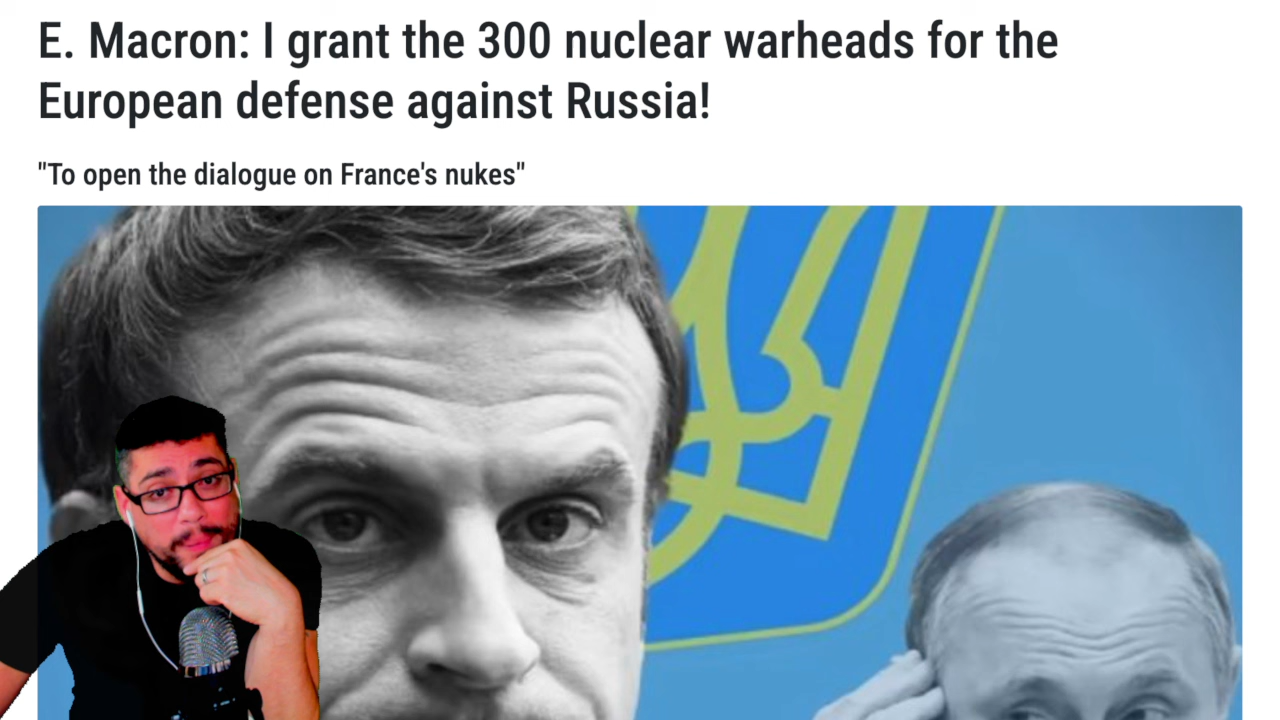 E. Macron: I grant the 300 nuclear warheads for the
European defense against Russia!
"To open the dialogue on France's nukes"